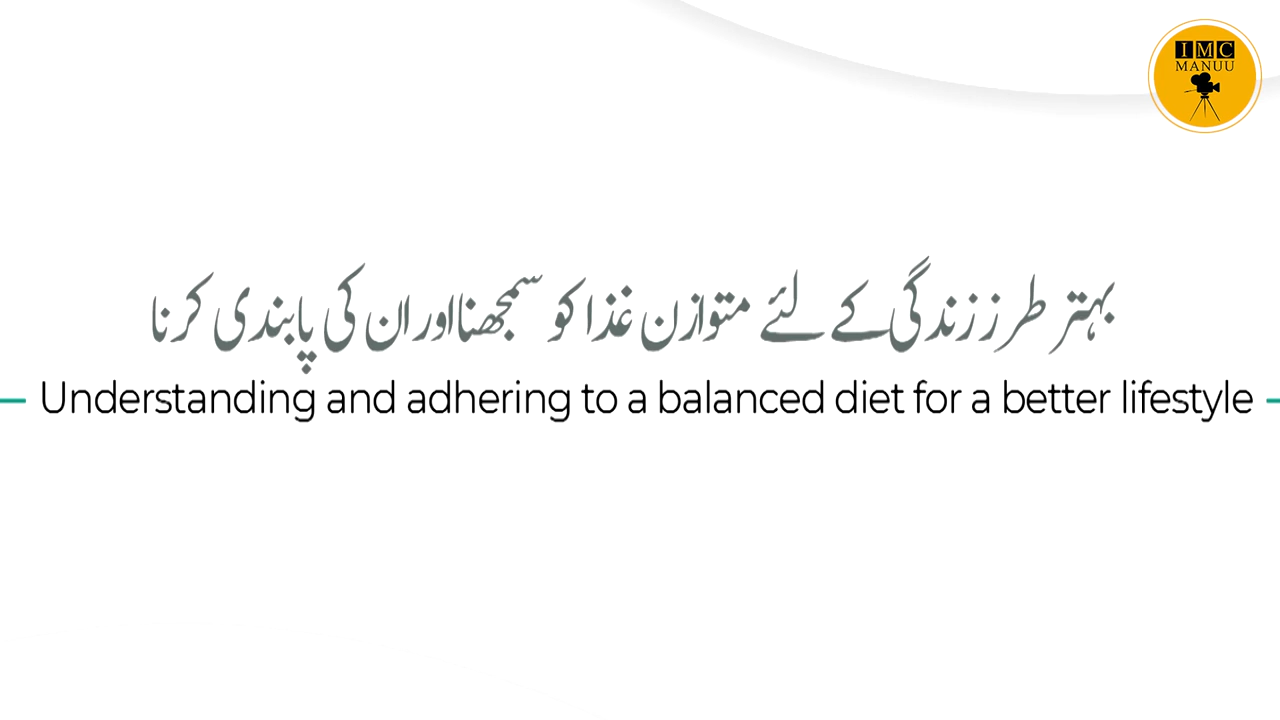 IMC
MANUU
بہتر طرز زندگی کے لئے متوازن غذا کو سمجھنا اور ان کی پابندی کرنا
Understanding and adhering to a balanced diet for a better lifestyle